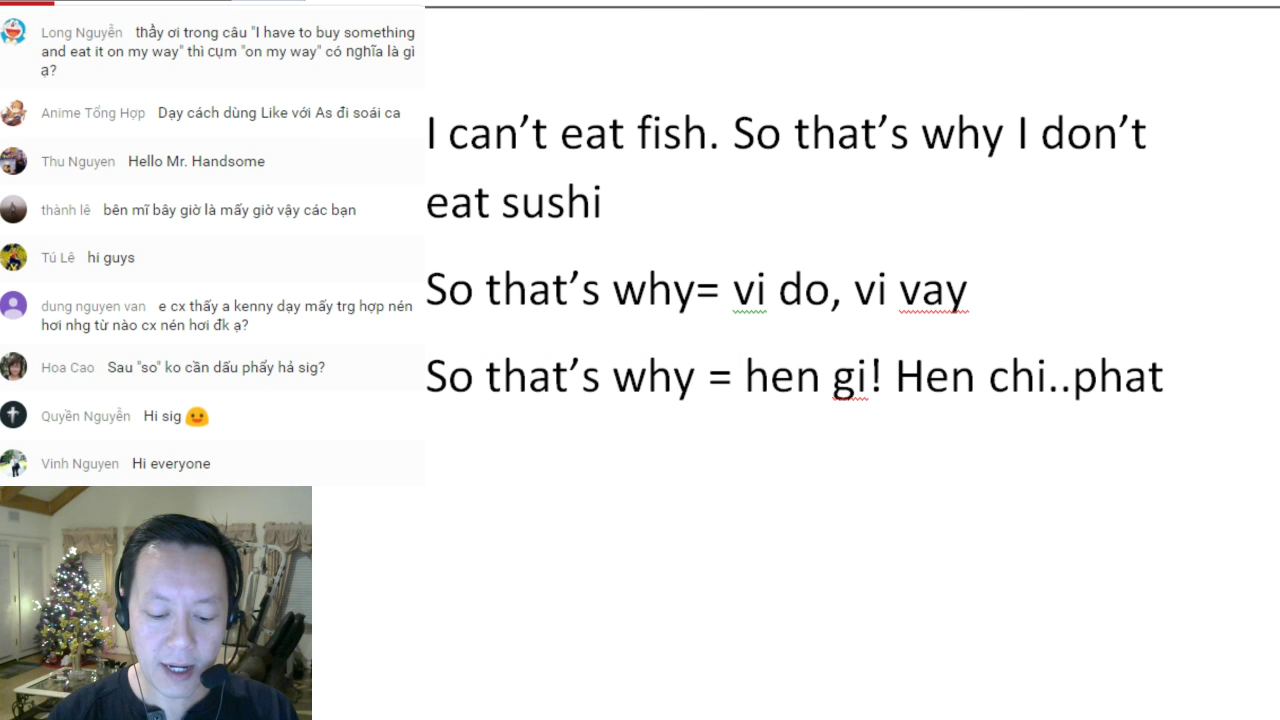 Long Nguyễn thầy ơi trong câu "I have to buy something
and eat it on my way" thì cụm "on my way" có nghĩa là gì
ạ?
Anime Tổng Hợp Dạy cách dùng Like với As đi soái ca
Thu Nguyen Hello Mr. Handsome
thành lê bên mĩ bây giờ là mấy giờ vậy các bạn
Tú Lê hi guys
dung nguyen van e cx thấy a kenny dạy mấy trg hợp nén
hơi nhg từ nào cx nén hơi đk ạ?
Hoa Cao Sau "so" ko cần dấu phẩy hả sig?
Quyền Nguyễn Hi sig
Vinh Nguyen Hi everyone
I can't eat fish. So that's why I don't
eat sushi
So that's why= vi do, vi vay
So that's why = hen gi! Hen chi..phat